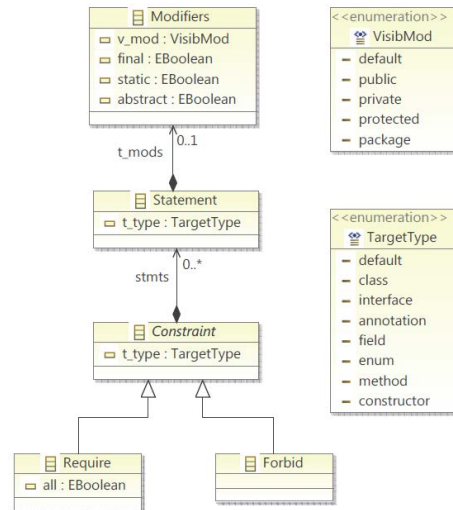 Modifiers
v_mod : VisibMod
final : EBoolean
static : EBoolean
abstract : EBoolean
<<enumeration>>
VisibMod
default
public
private
protected
package
0..1
t_mods
Statement
t_type : TargetType
0..*
stmts
<<enumeration>>
TargetType
default
class
interface
annotation
field
enum
method
constructor
Constraint
t_type : TargetType
Require
all : EBoolean
Forbid